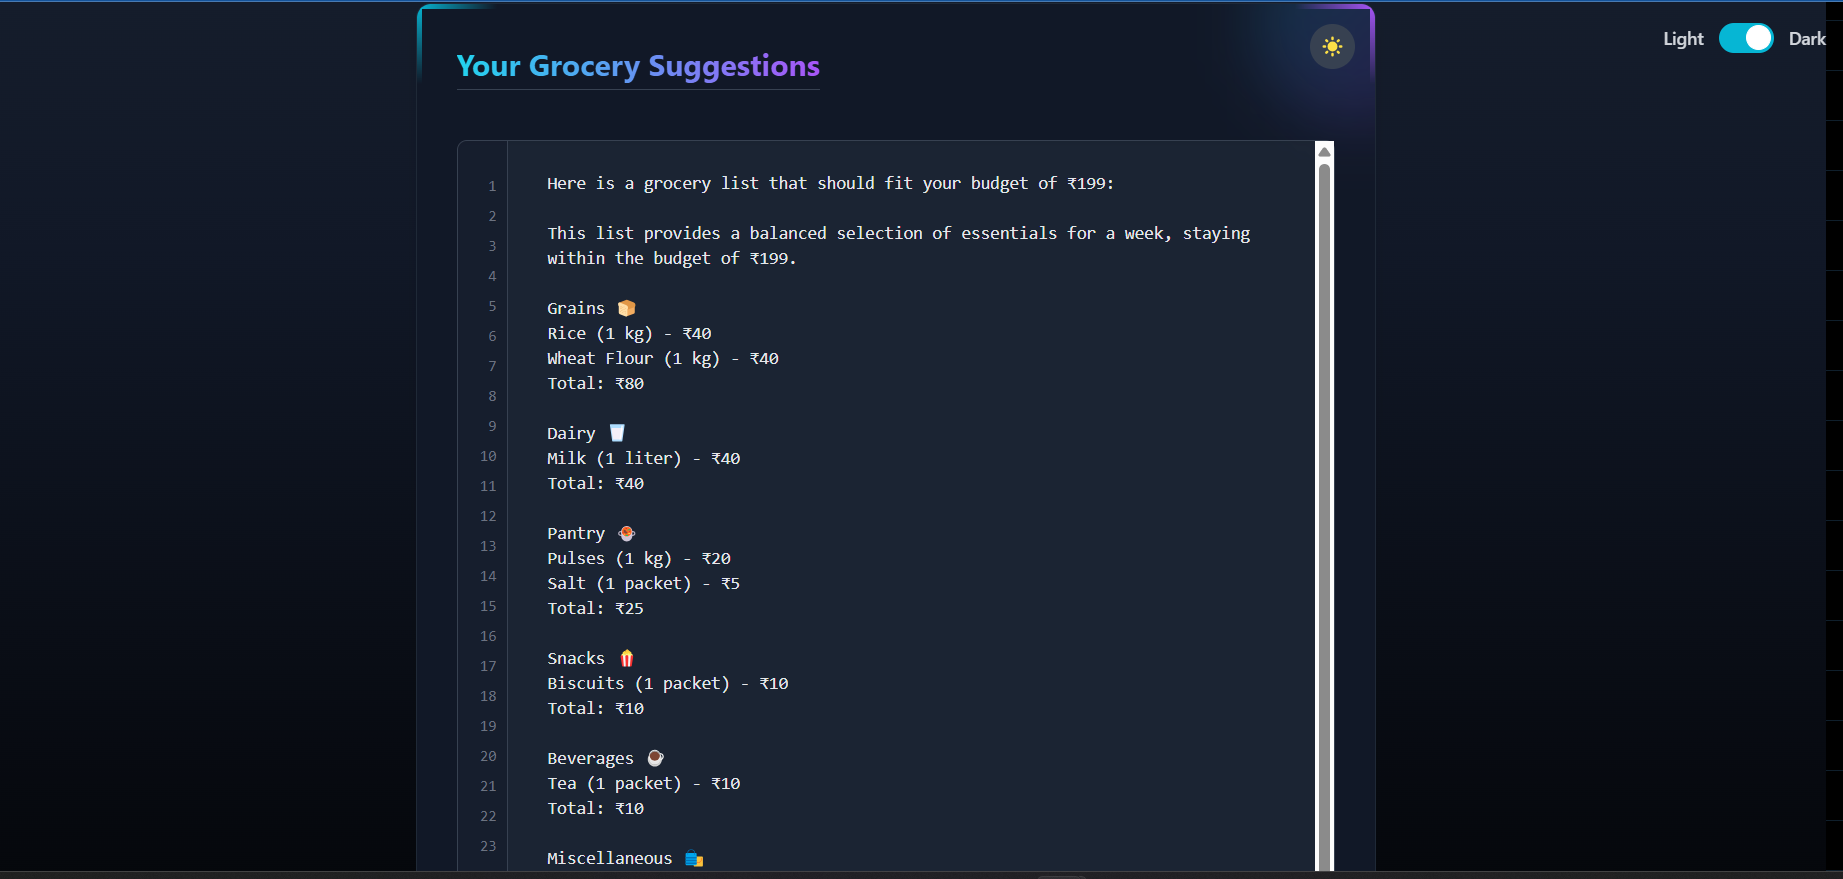 Your Grocery Suggestions
Light Dark
1
2
3
4
5
6
7
8
9
10
11
12
13
14
15
16
17
18
19
20
21
22
23
Here is a grocery list that should fit your budget of ₹199:
This list provides a balanced selection of essentials for a week, staying
within the budget of ₹199.
Grains 🍞
Rice (1 kg) - ₹40
Wheat Flour (1 kg) - ₹40
Total: ₹80
Dairy 🥛
Milk (1 liter) - ₹40
Total: ₹40
Pantry
Pulses (1 kg) - ₹20
Salt (1 packet) - ₹5
Total: ₹25
Snacks 🍿
Biscuits (1 packet) - ₹10
Total: ₹10
Beverages ☕
Tea (1 packet) - ₹10
Total: ₹10
Miscellaneous 🛍️